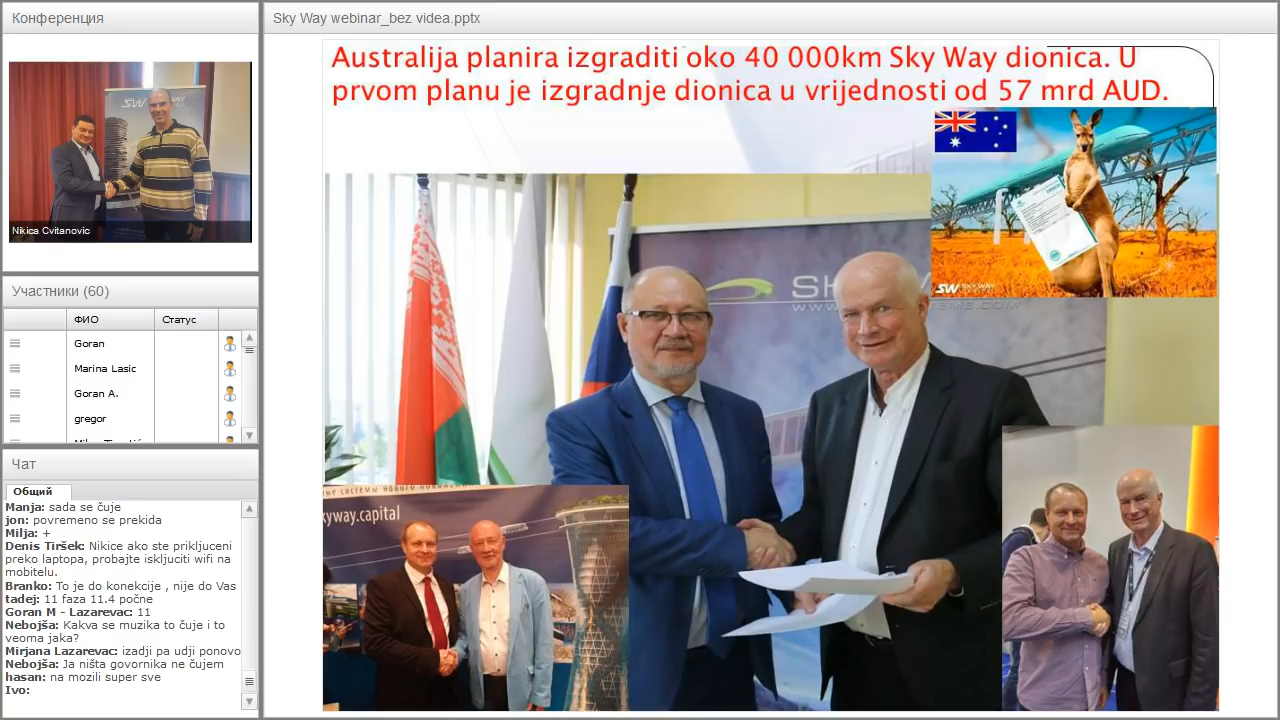 Конференция
Nikica Cvitanovic
Участники (60)
ФИО
Статус
Goran
Marina Lasic
Goran A.
gregor
Чат
Общий
Manja: sada se čuje
jon: povremeno se prekida
Milja: +
Denis Tiršek: Nikice ako ste prikljuceni
preko laptopa, probajte iskljuciti wifi na
mobitelu.
Branko: To je do konekcije , nije do Vas
tadej: 11 faza 11.4 počne
Goran M - Lazarevac: 11
Nebojša: Kakva se muzika to čuje i to
veoma jaka?
Mirjana Lazarevac: izadji pa udji ponovo
Nebojša: Ja ništa govornika ne čujem
hasan: na mozili super sve
Ivo:
Sky Way webinar_bez videa.pptx
Australija planira izgraditi oko 40 000km Sky Way dionica. U
prvom planu je izgradnje dionica u vrijednosti od 57 mrd AUD.
SW SKY WAY
kyway.capital